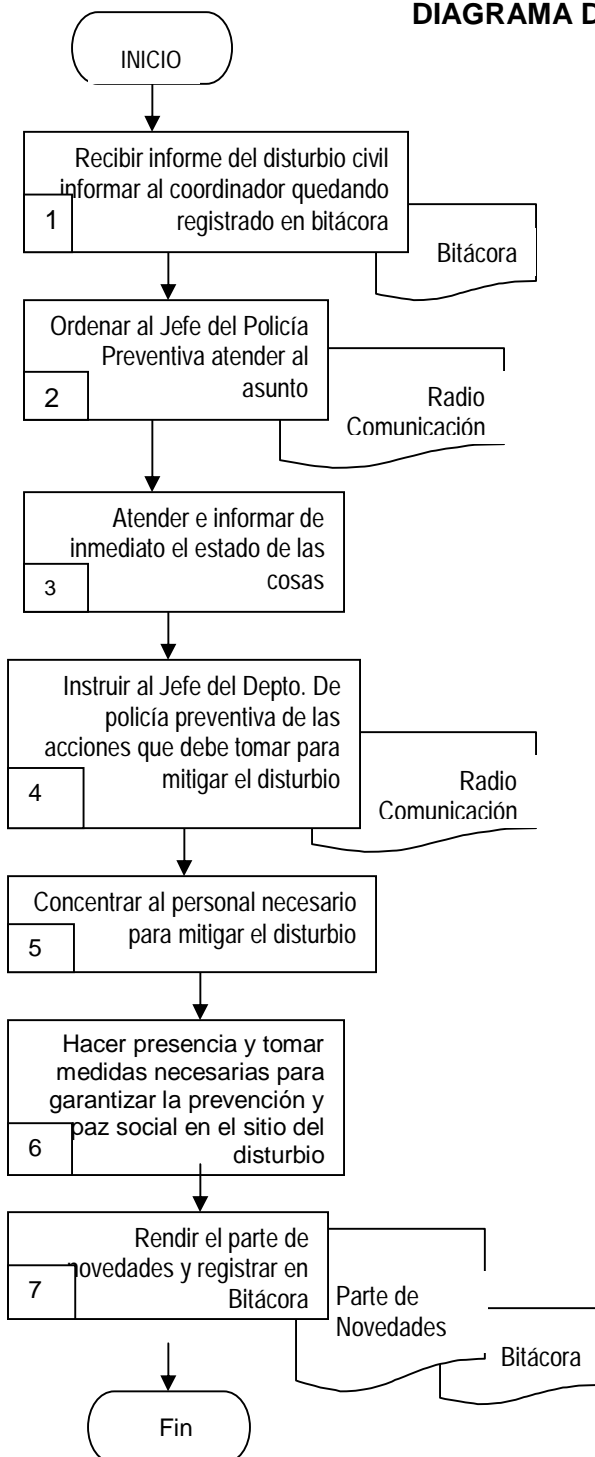 DIAGRAMA D
INICIO
Recibir informe del disturbio civil
informar al coordinador quedando
registrado en bitácora
1
Bitácora
Ordenar al Jefe del Policía
Preventiva atender al
asunto
2
Radio
Comunicación
Atender e informar de
inmediato el estado de las
cosas
3
Instruir al Jefe del Depto. De
policía preventiva de las
acciones que debe tomar para
mitigar el disturbio
4
Radio
Comunicación
Concentrar al personal necesario
para mitigar el disturbio
5
Hacer presencia y tomar
medidas necesarias para
garantizar la prevención y
paz social en el sitio del
disturbio
6
Rendir el parte de
novedades y registrar en
Bitácora
7
Parte de
Novedades
Bitácora
Fin